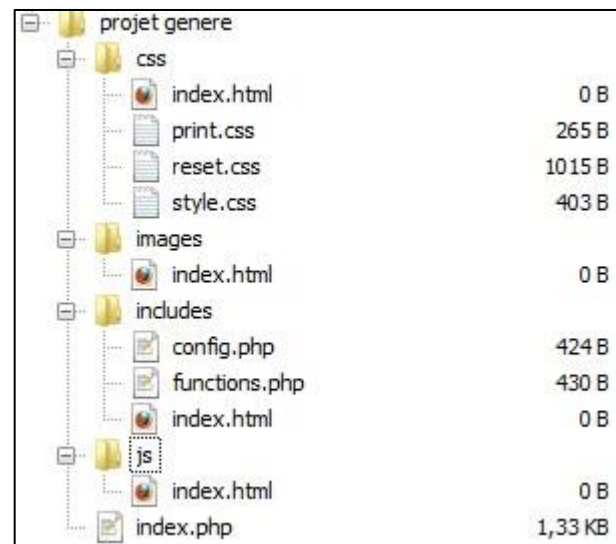 projet genere
css
index.html 0 B
print.css 265 B
reset.css 1015 B
style.css 403 B
images
index.html 0 B
includes
config.php 424 B
functions.php 430 B
index.html 0 B
js
index.html 0 B
index.php 1,33 KB